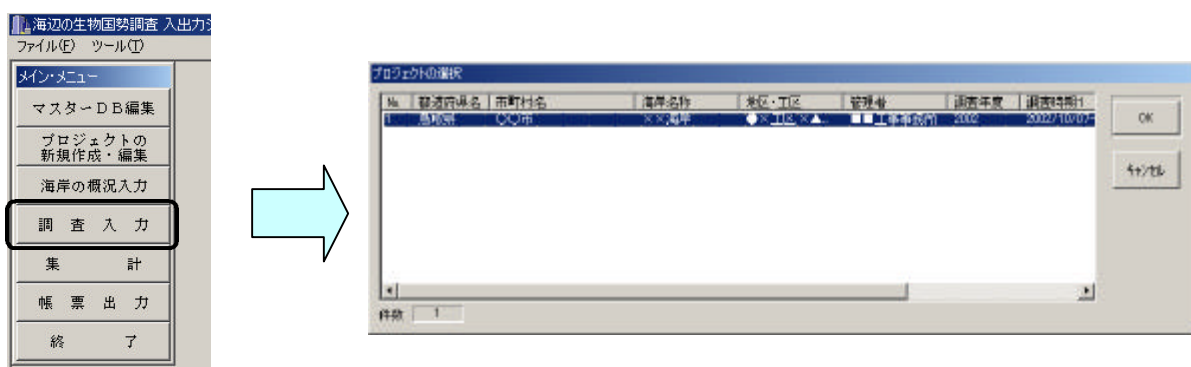 海辺の生物国勢調査 入出力シ
ファイル(F) ツール(T)
メイン・メニュー
マスターDB編集
プロジェクトの
新規作成・編集
海岸の概況入力
調 査 入 力
集 計
帳 票 出 力
終 了
プロジェクトの選択
No. 都道府県名 市町村名 海岸名称 地区・工区 管理者 調査年度 調査時期1
1 鳥取県 〇〇市 ××海岸 ●×工区×▲.. ■■工事事務所 2002 2002/10/07-
OK
キャンセル
件数 1